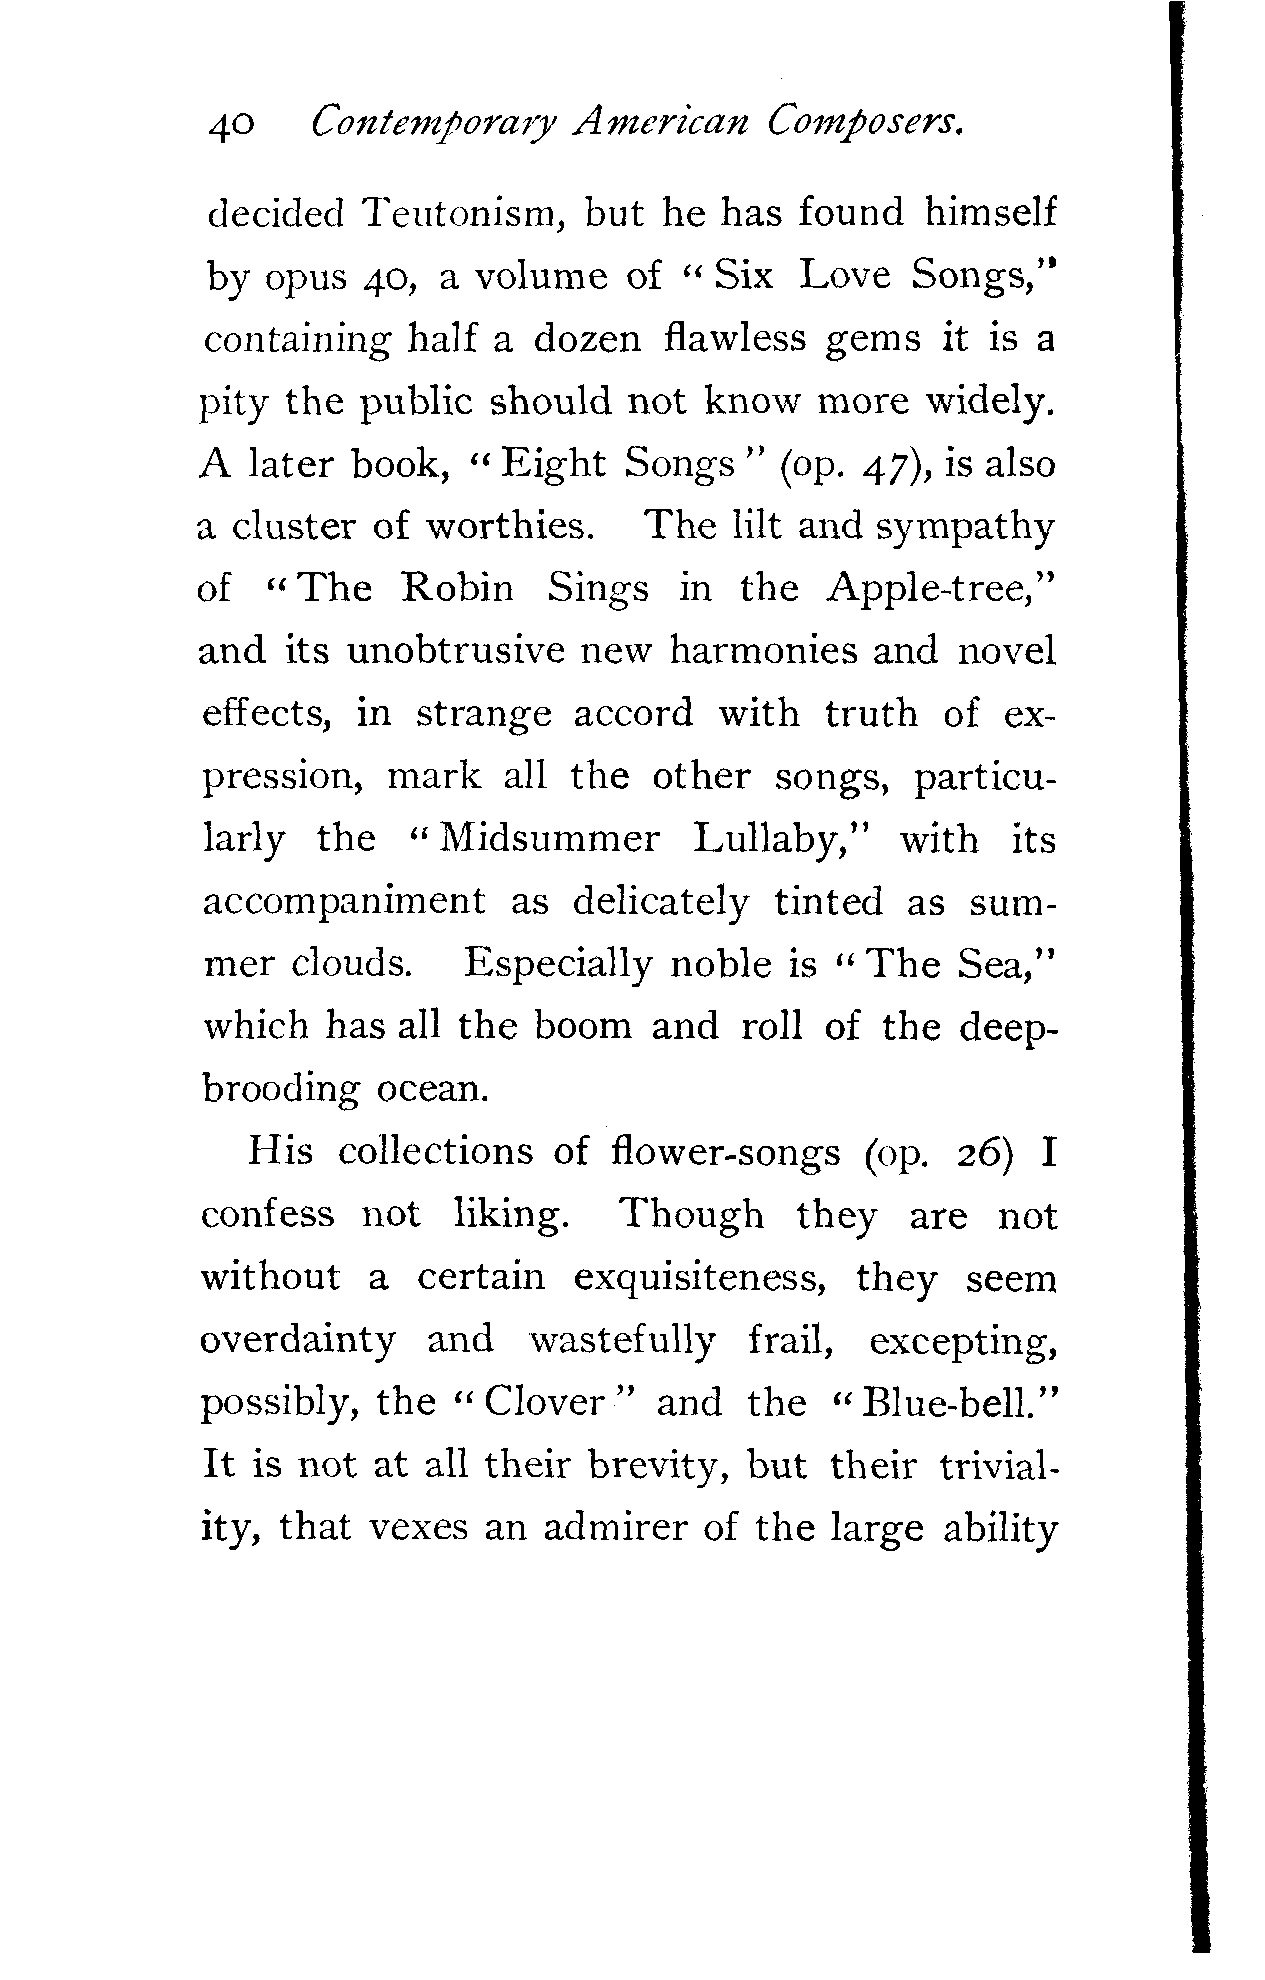 40 Contemporary American Composers.
decided Teutonism, but he has found himself
by opus 40, a volume of “ Six Love Songs,”
containing half a dozen flawless gems it is a
pity the public should not know more widely.
A later book, “ Eight Songs ” (op. 47), is also
a cluster of worthies. The lilt and sympathy
of “ The Robin Sings in the Apple-tree,”
and its unobtrusive new harmonies and novel
effects, in strange accord with truth of ex-
pression, mark all the other songs, particu-
larly the “ Midsummer Lullaby,” with its
accompaniment as delicately tinted as sum-
mer clouds. Especially noble is “ The Sea,”
which has all the boom and roll of the deep-
brooding ocean.
His collections of flower-songs (op. 26) I
confess not liking. Though they are not
without a certain exquisiteness, they seem
overdainty and wastefully frail, excepting,
possibly, the “ Clover ” and the “ Blue-bell.”
It is not at all their brevity, but their trivial-
ity, that vexes an admirer of the large ability